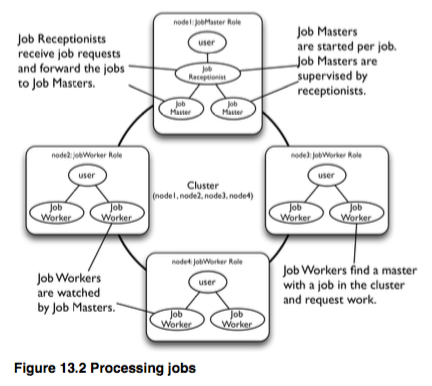 Job Receptionists
receive job requests
and forward the jobs
to Job Masters.
node1:JobMaster Role
user
Job
Receptionist
Job
Master
Job
Master
Job Masters
are started per job.
Job Masters are
supervised by
receptionists.
node2:jobWorker Role
user
Job
Worker
Job
Worker
Cluster
(node1, node2, node3, node4)
node3:JobWorker Role
user
Job
Worker
Job
Worker
Job Workers
are watched
by Job Masters.
node4:JobWorker Role
user
Job
Worker
Job
Worker
Job Workers find a master
with a job in the cluster
and request work.
Figure 13.2 Processing jobs